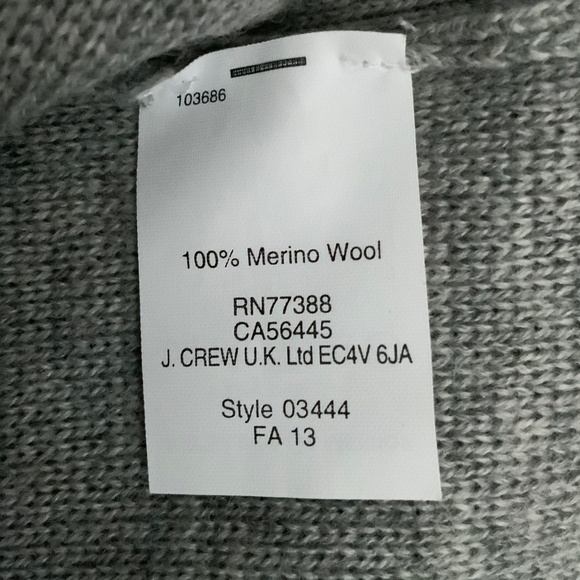 103686
100% Merino Wool
RN77388
CA56445
J. CREW U.K. Ltd EC4V 6JA
Style 03444
FA 13